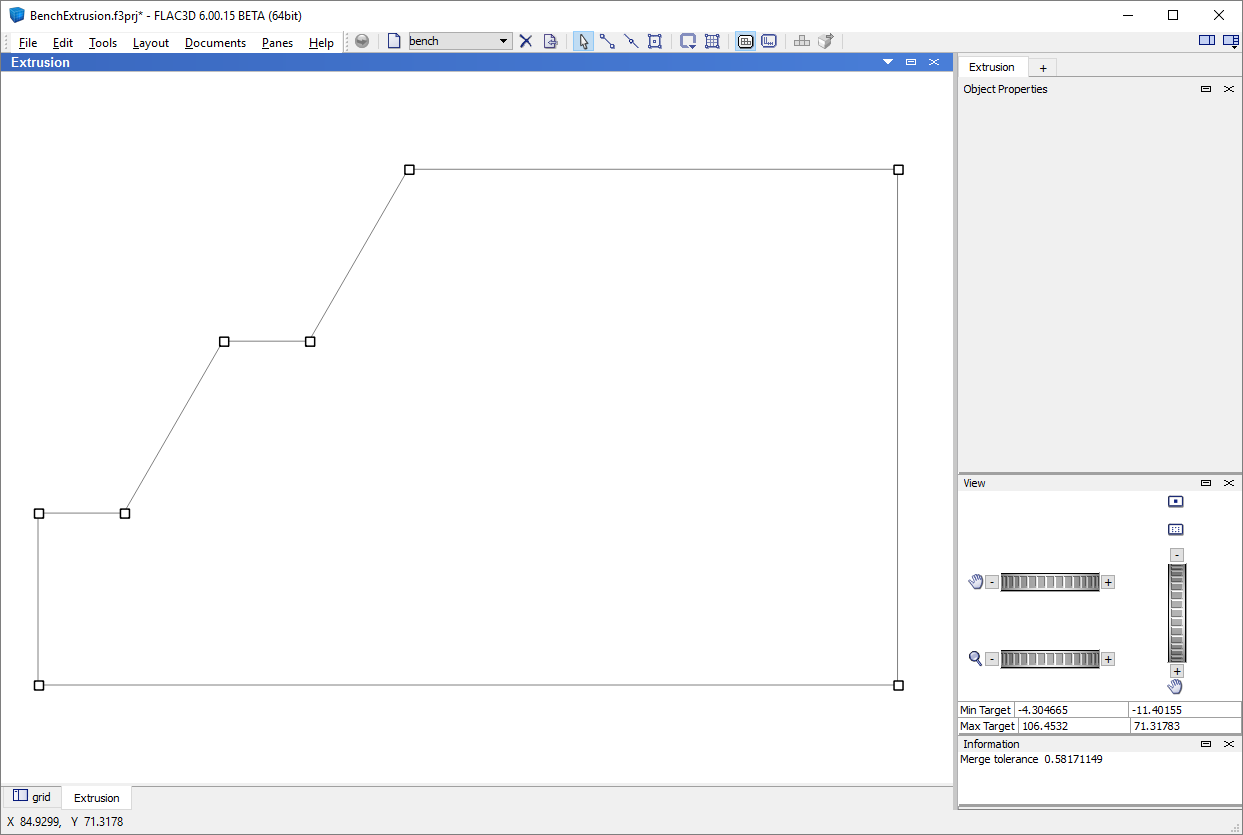 BenchExtrusion.f3prj* - FLAC3D 6.00.15 BETA (64bit)
File Edit Tools Layout Documents Panes Help bench
Extrusion
Extrusion +
Object Properties
View
-
- +
- +
+
Min Target -4.304665 -11.40155
Max Target 106.4532 71.31783
Information
Merge tolerance 0.58171149
grid Extrusion
X 84.9299, Y 71.3178